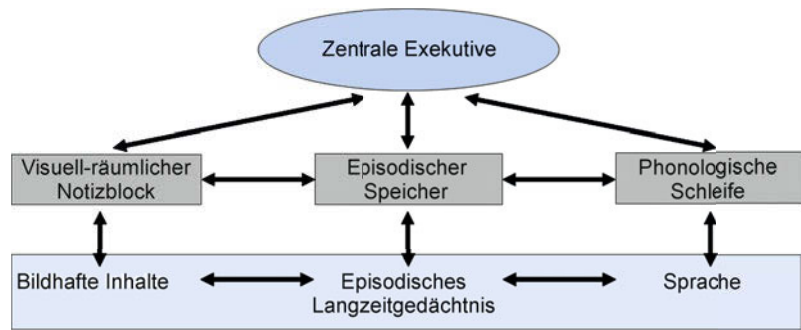 Zentrale Exekutive
Visuell-räumlicher
Notizblock
Episodischer
Speicher
Phonologische
Schleife
Bildhafte Inhalte
Episodisches
Langzeitgedächtnis
Sprache